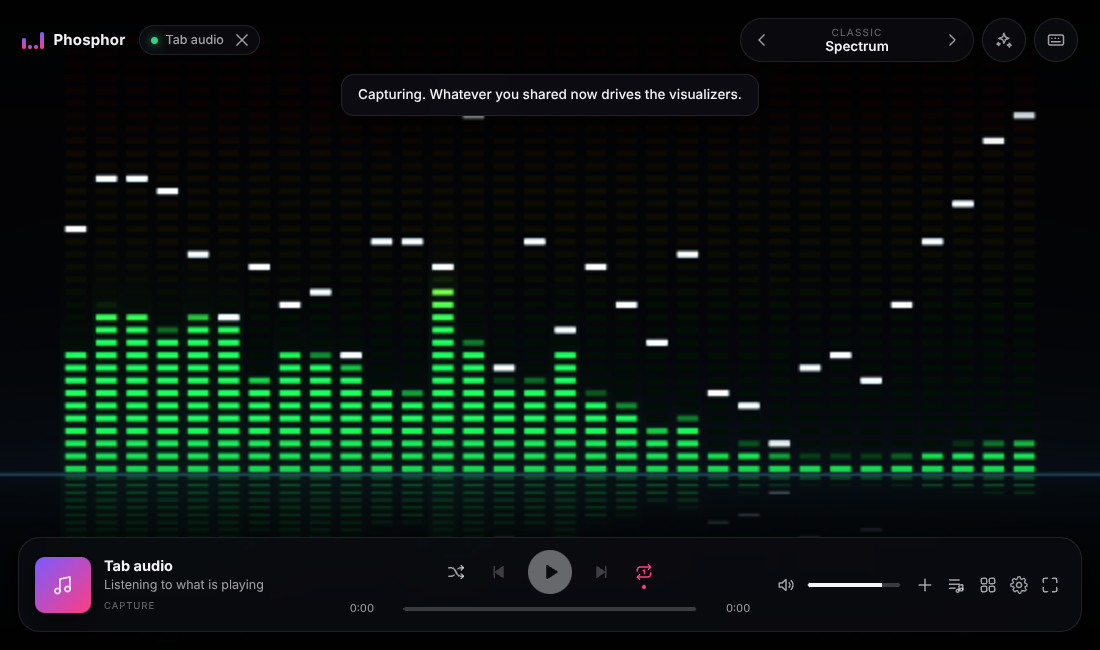 Phosphor
Tab audio
CLASSIC
Spectrum
Capturing. Whatever you shared now drives the visualizers.
Tab audio
Listening to what is playing
CAPTURE
0:00
0:00